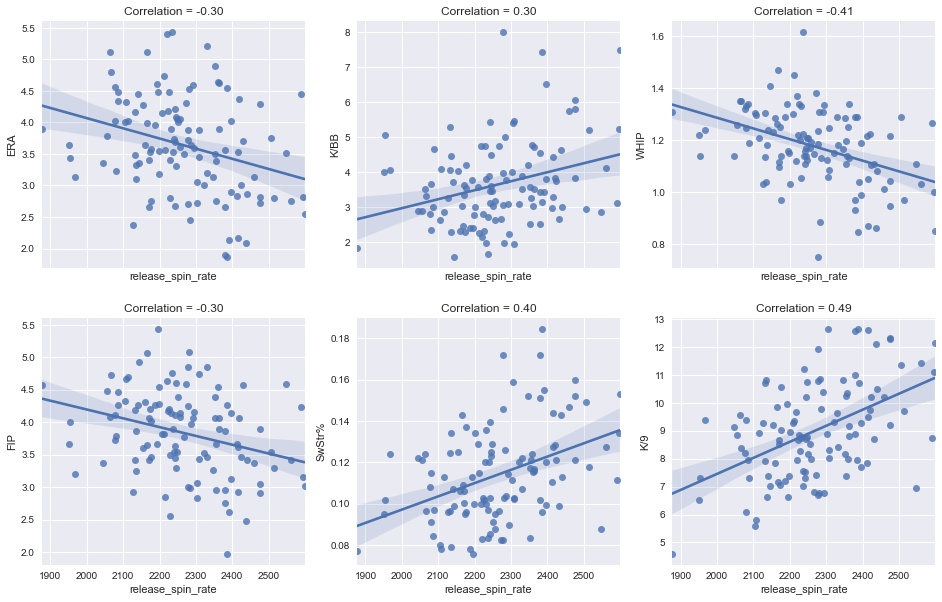 Correlation = -0.30
ERA
5.5
5.0
4.5
4.0
3.5
3.0
2.5
2.0
release_spin_rate
Correlation = 0.30
K/BB
8
7
6
5
4
3
2
release_spin_rate
Correlation = -0.41
WHIP
1.6
1.4
1.2
1.0
0.8
release_spin_rate
Correlation = -0.30
FIP
5.5
5.0
4.5
4.0
3.5
3.0
2.5
2.0
1900 2000 2100 2200 2300 2400 2500
release_spin_rate
Correlation = 0.40
SwStr%
0.18
0.16
0.14
0.12
0.10
0.08
1900 2000 2100 2200 2300 2400 2500
release_spin_rate
Correlation = 0.49
K/9
13
12
11
10
9
8
7
6
5
1900 2000 2100 2200 2300 2400 2500
release_spin_rate